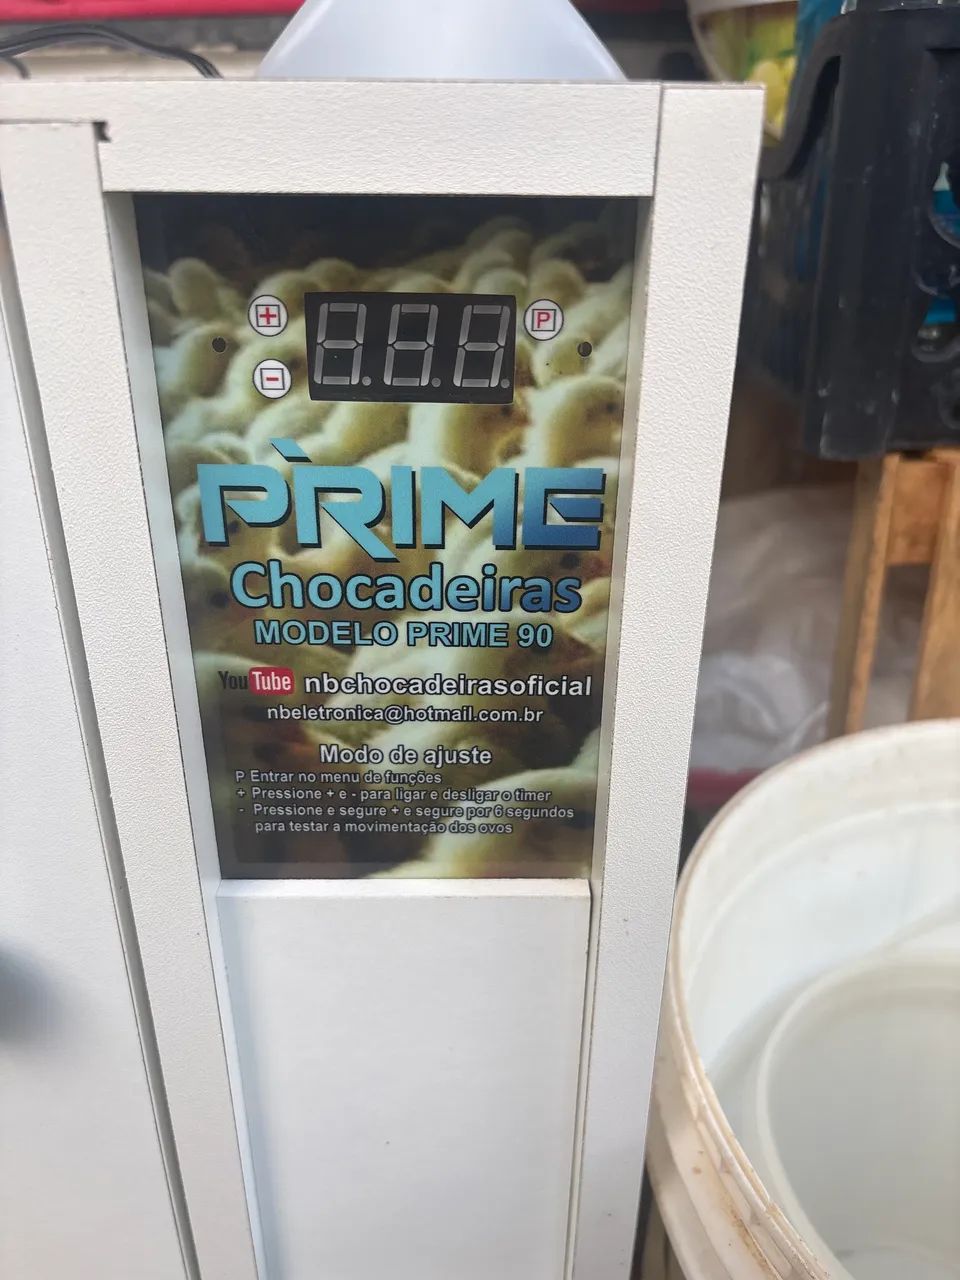 +
P
-
PRIME
Chocadeiras
MODELO PRIME 90
YouTube nbchocadeirasoficial
nbeletronica@hotmail.com.br
Modo de ajuste
P Entrar no menu de funções
+ Pressione + e - para ligar e desligar o timer
- Pressione e segure + e segure por 6 segundos
para testar a movimentação dos ovos